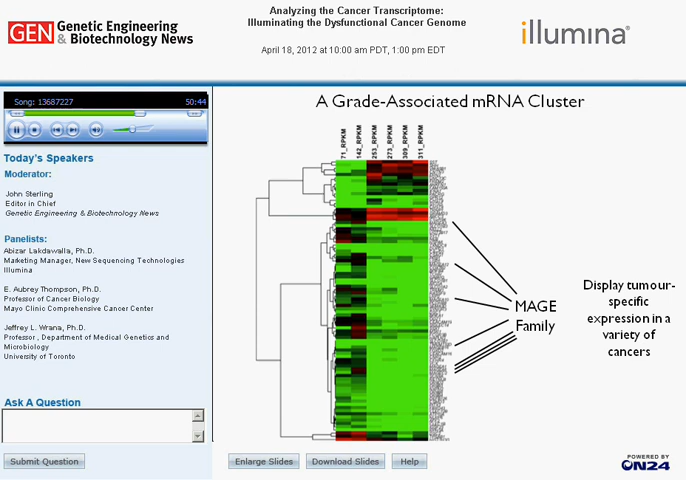 GEN Genetic Engineering
& Biotechnology News
Analyzing the Cancer Transcriptome:
Illuminating the Dysfunctional Cancer Genome
April 18, 2012 at 10:00 am PDT, 1:00 pm EDT
illumina®
Song: 13687227
50:44
Today's Speakers
Moderator:
John Sterling
Editor in Chief
Genetic Engineering & Biotechnology News
Panelists:
Abizar Lakdawalla, Ph.D.
Marketing Manager, New Sequencing Technologies
Illumina
E. Aubrey Thompson, Ph.D.
Professor of Cancer Biology
Mayo Clinic Comprehensive Cancer Center
Jeffrey L. Wrana, Ph.D.
Professor , Department of Medical Genetics and
Microbiology
University of Toronto
Ask A Question
Submit Question
A Grade-Associated mRNA Cluster
71_RPKM
142_RPKM
253_RPKM
273_RPKM
309_RPKM
311_RPKM
MAGE
Family
Display tumour-
specific
expression in a
variety of
cancers
Enlarge Slides
Download Slides
Help
POWERED BY
ON24